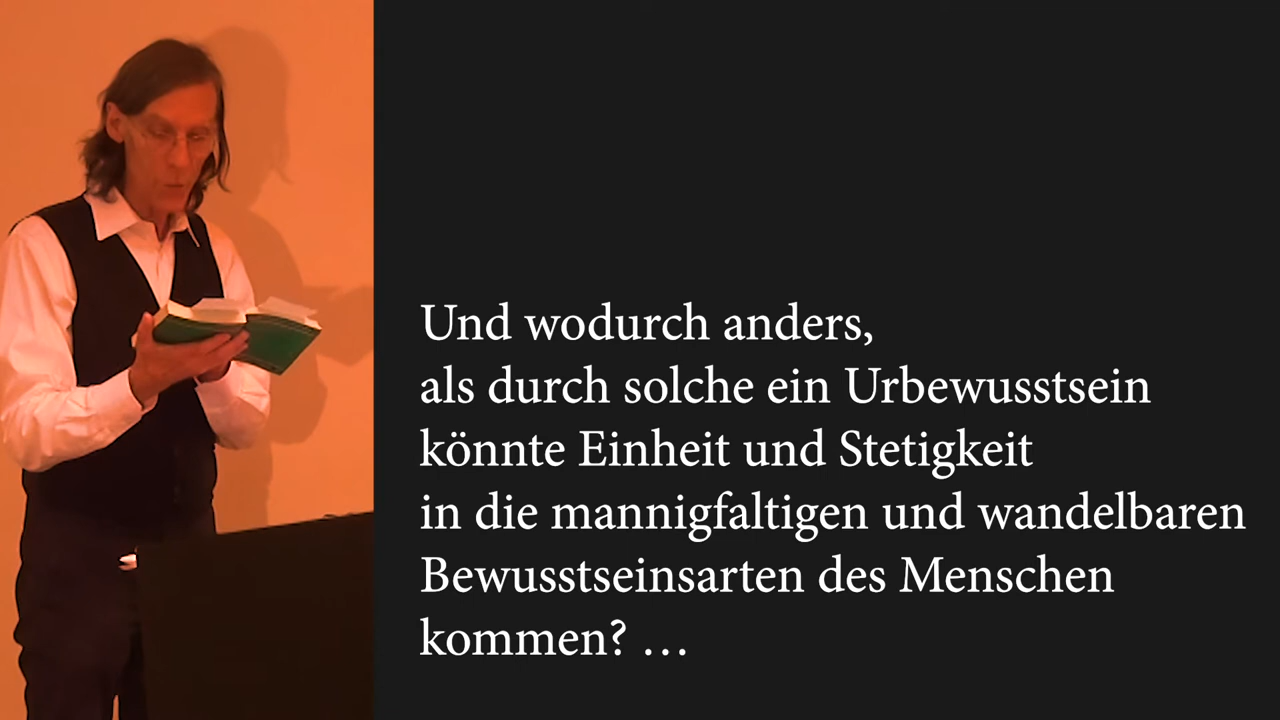 Und wodurch anders,
als durch solche ein Urbewusstsein
könnte Einheit und Stetigkeit
in die mannigfaltigen und wandelbaren
Bewusstseinsarten des Menschen
kommen? …